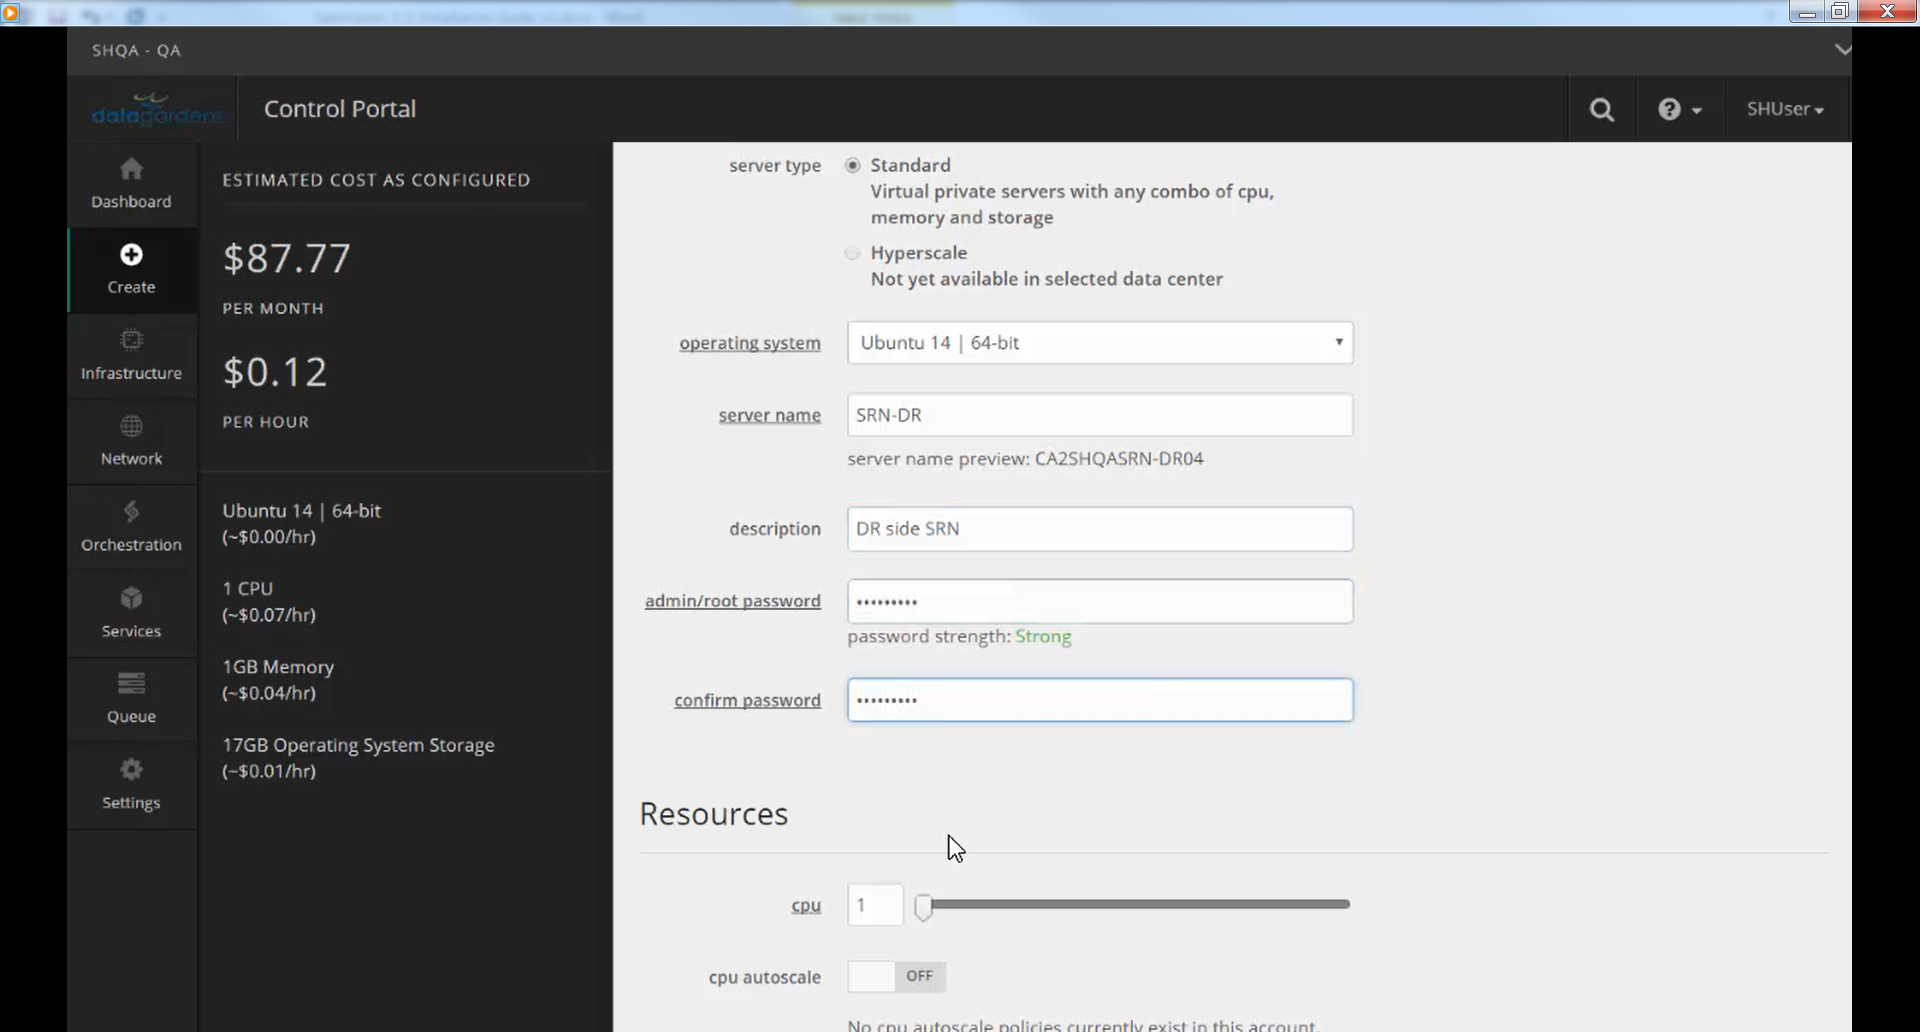 SHQA - QA
datagardens
Control Portal
SHUser
Dashboard
Create
Infrastructure
Network
Orchestration
Services
Queue
Settings
ESTIMATED COST AS CONFIGURED
$87.77
PER MONTH
$0.12
PER HOUR
Ubuntu 14 | 64-bit
(~$0.00/hr)
1 CPU
(~$0.07/hr)
1GB Memory
(~$0.04/hr)
17GB Operating System Storage
(~$0.01/hr)
server type
Standard
Virtual private servers with any combo of cpu,
memory and storage
Hyperscale
Not yet available in selected data center
operating system
Ubuntu 14 | 64-bit
server name
SRN-DR
server name preview: CA2SHQASRN-DR04
description
DR side SRN
admin/root password
•••••••••
password strength: Strong
confirm password
•••••••••
Resources
cpu
1
cpu autoscale
OFF
No cpu autoscale policies currently exist in this account.